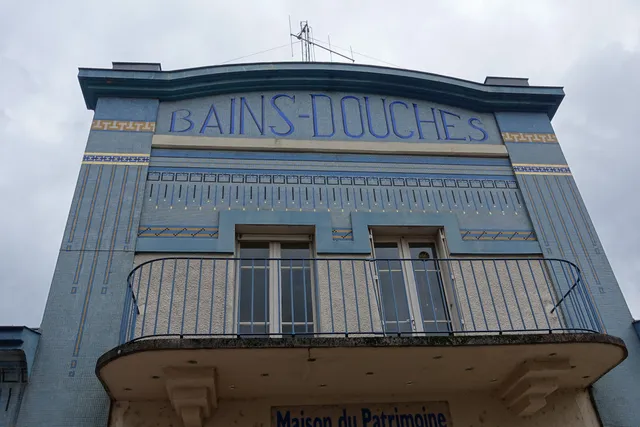 BAINS-DOUCHES
Maison du Patrimoine